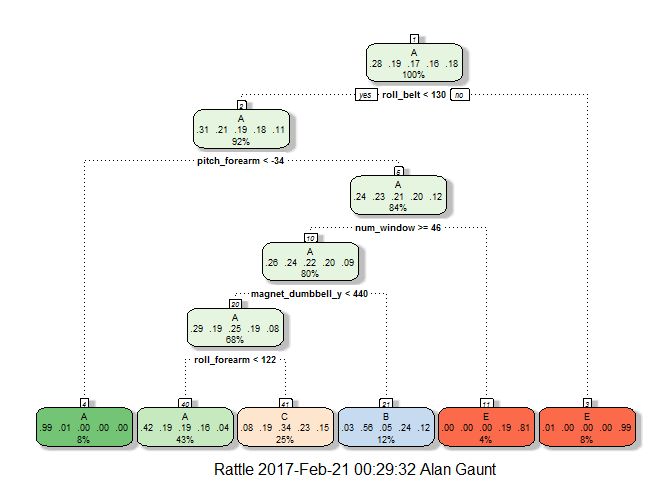 1
A
.28 .19 .17 .16 .18
100%
yes roll_belt < 130 no
2
A
.31 .21 .19 .18 .11
92%
pitch_forearm < -34
5
A
.24 .23 .21 .20 .12
84%
num_window >= 46
10
A
.26 .24 .22 .20 .09
80%
magnet_dumbbell_y < 440
20
A
.29 .19 .25 .19 .08
68%
roll_forearm < 122
4
A
.99 .01 .00 .00 .00
8%
40
A
.42 .19 .19 .16 .04
43%
41
C
.08 .19 .34 .23 .15
25%
21
B
.03 .56 .05 .24 .12
12%
11
E
.00 .00 .00 .19 .81
4%
3
E
.01 .00 .00 .00 .99
8%
Rattle 2017-Feb-21 00:29:32 Alan Gaunt